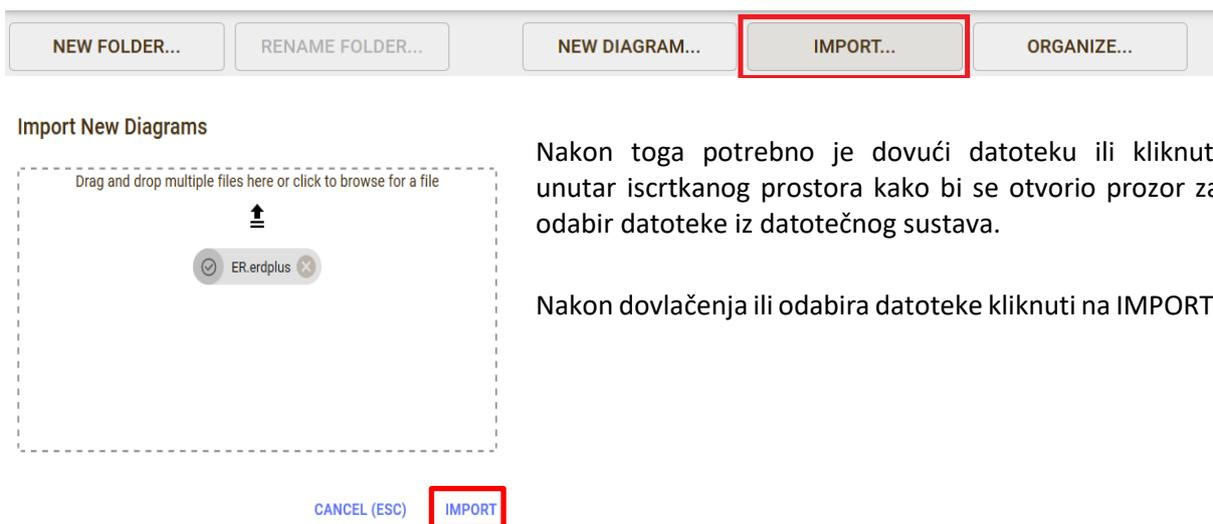 NEW FOLDER... RENAME FOLDER... NEW DIAGRAM... IMPORT... ORGANIZE...
Import New Diagrams
Drag and drop multiple files here or click to browse for a file
ER.erdplus
CANCEL (ESC) IMPORT
Nakon toga potrebno je dovući datoteku ili kliknut
unutar iscrtkanog prostora kako bi se otvorio prozor za
odabir datoteke iz datotečnog sustava.
Nakon dovlačenja ili odabira datoteke kliknuti na IMPORT